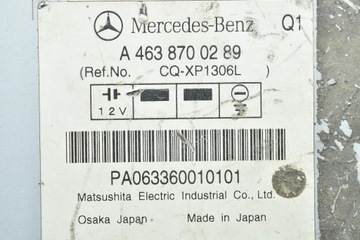 Mercedes-Benz Q1
A 463 870 02 89
(Ref.No. CQ-XP1306L )
12V
PA063360010101
Matsushita Electric Industrial Co., Ltd.
Osaka Japan Made in Japan